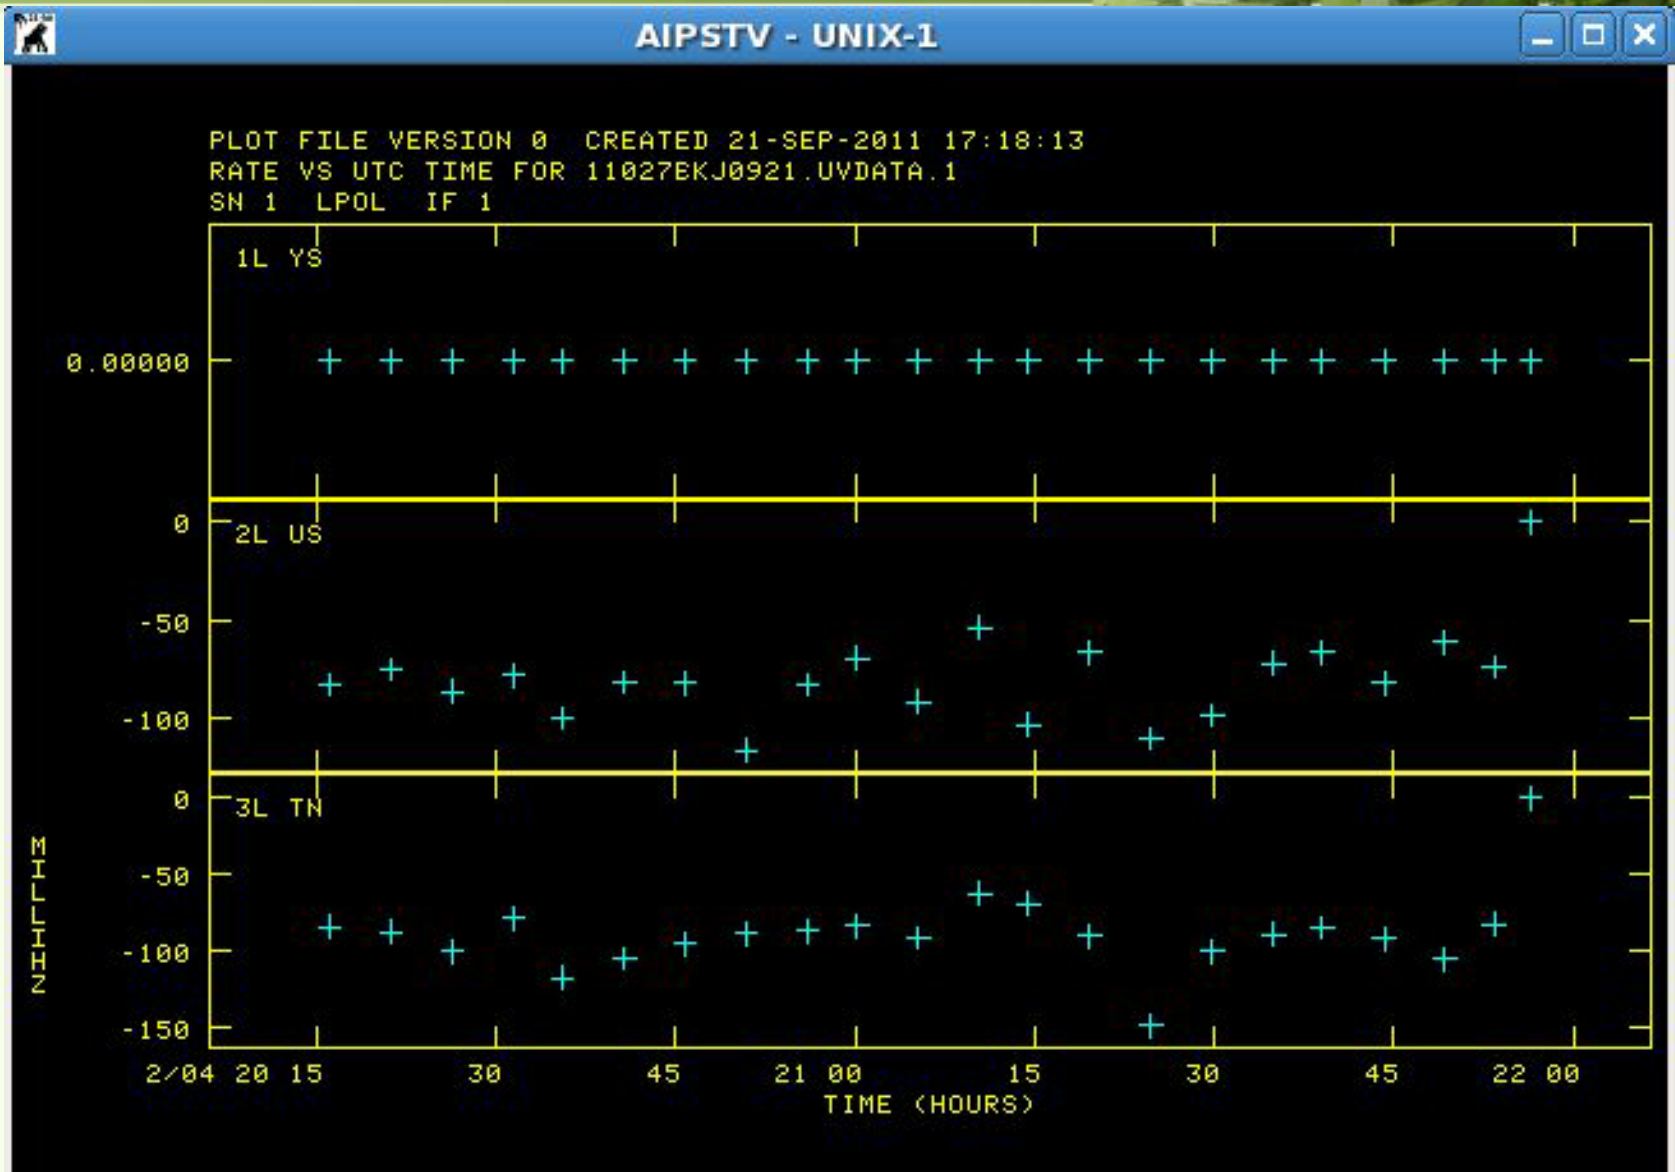 AIPSTV - UNIX-1
PLOT FILE VERSION 0 CREATED 21-SEP-2011 17:18:13
RATE VS UTC TIME FOR 11027BKJ0921.UVDATA.1
SN 1 LPOL IF 1
1L YS
0.00000
2L US
0
-50
-100
3L TN
0
-50
-100
-150
MILLIHZ
2/04 20 15 30 45 21 00 15 30 45 22 00
TIME (HOURS)